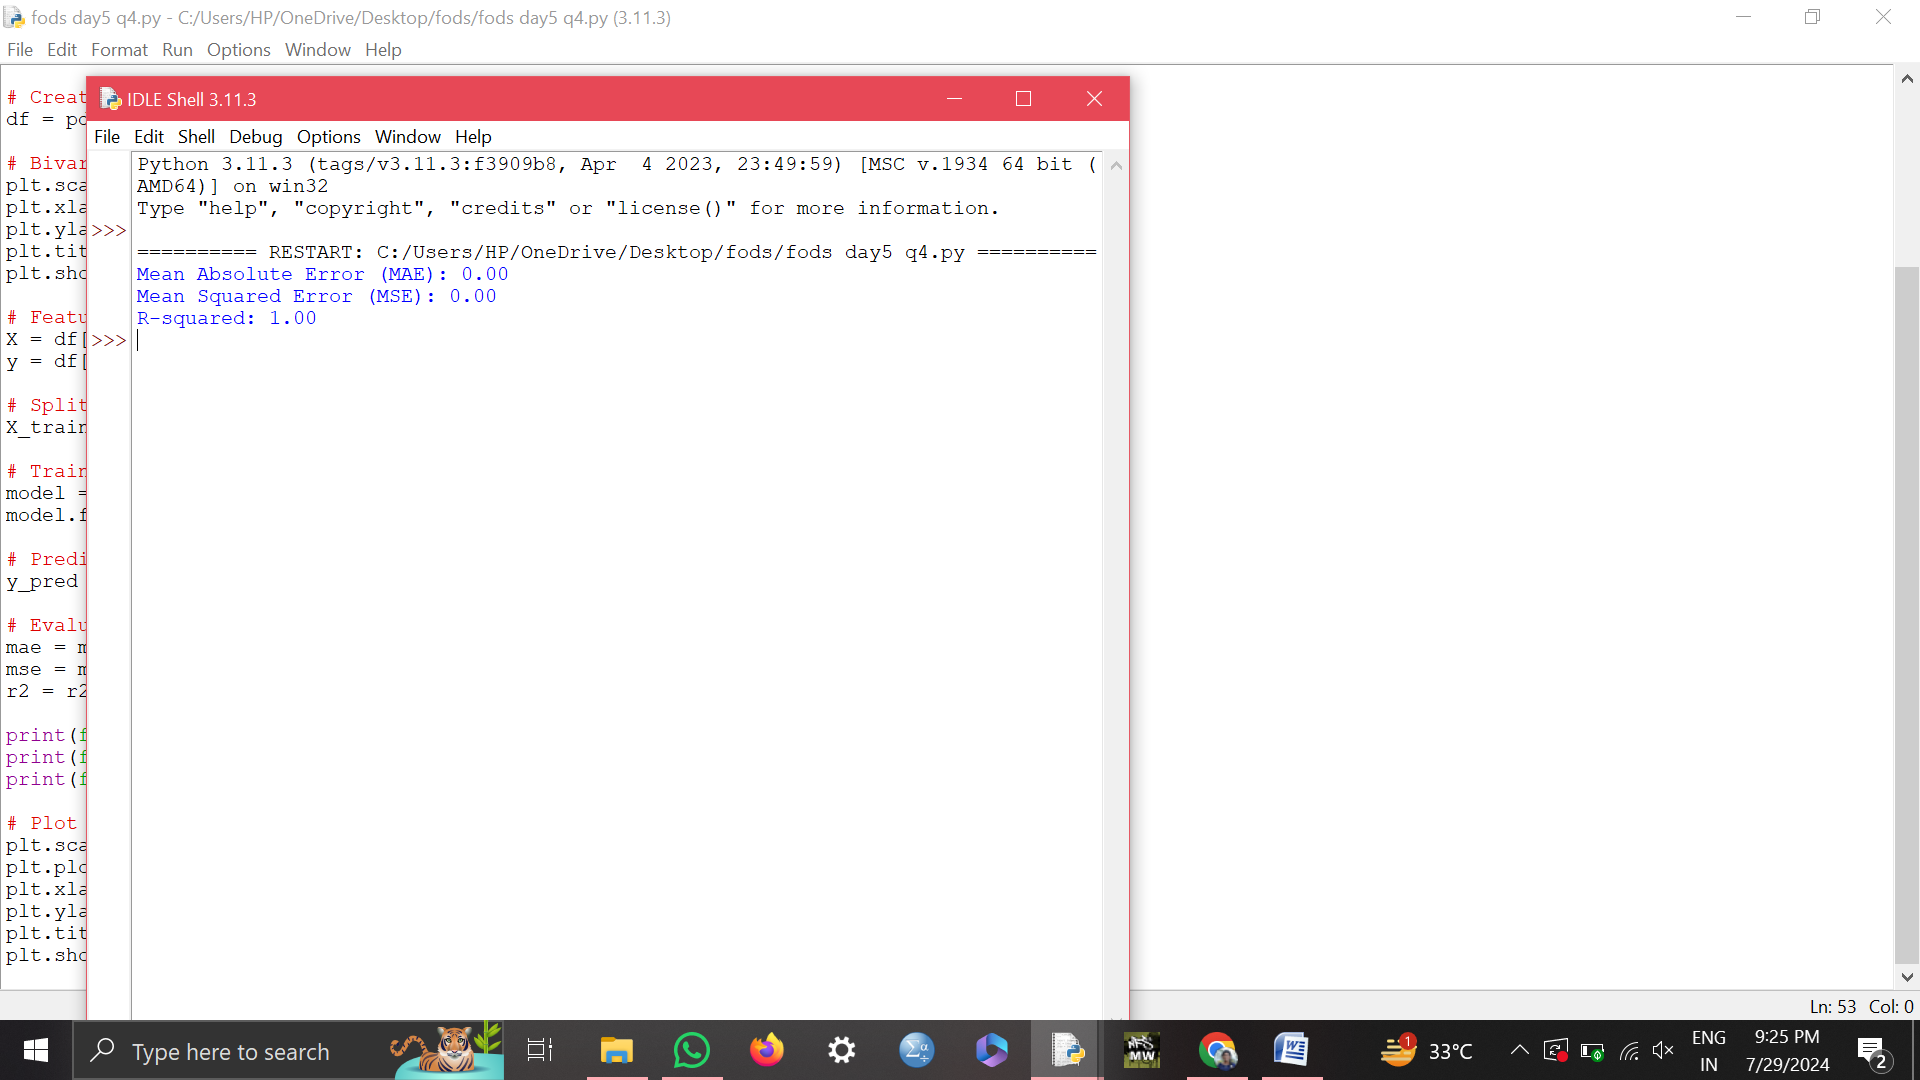 fods day5 q4.py - C:/Users/HP/OneDrive/Desktop/fods/fods day5 q4.py (3.11.3)
File Edit Format Run Options Window Help
# Creat
df = pd
# Bivar
plt.sca
plt.xla
plt.yla
plt.tit
plt.sho
# Featu
X = df[
y = df[
# Split
X_train
# Train
model =
model.f
# Predi
y_pred
# Evalu
mae = m
mse = m
r2 = r2
print(f
print(f
print(f
# Plot
plt.sca
plt.plo
plt.xla
plt.yla
plt.tit
plt.sho
IDLE Shell 3.11.3
File Edit Shell Debug Options Window Help
Python 3.11.3 (tags/v3.11.3:f3909b8, Apr  4 2023, 23:49:59) [MSC v.1934 64 bit (
AMD64)] on win32
Type "help", "copyright", "credits" or "license()" for more information.
>>>
========== RESTART: C:/Users/HP/OneDrive/Desktop/fods/fods day5 q4.py ==========
Mean Absolute Error (MAE): 0.00
Mean Squared Error (MSE): 0.00
R-squared: 1.00
>>>
Ln: 53 Col: 0
Type here to search
MW
1
33°C
ENG
IN
9:25 PM
7/29/2024
2